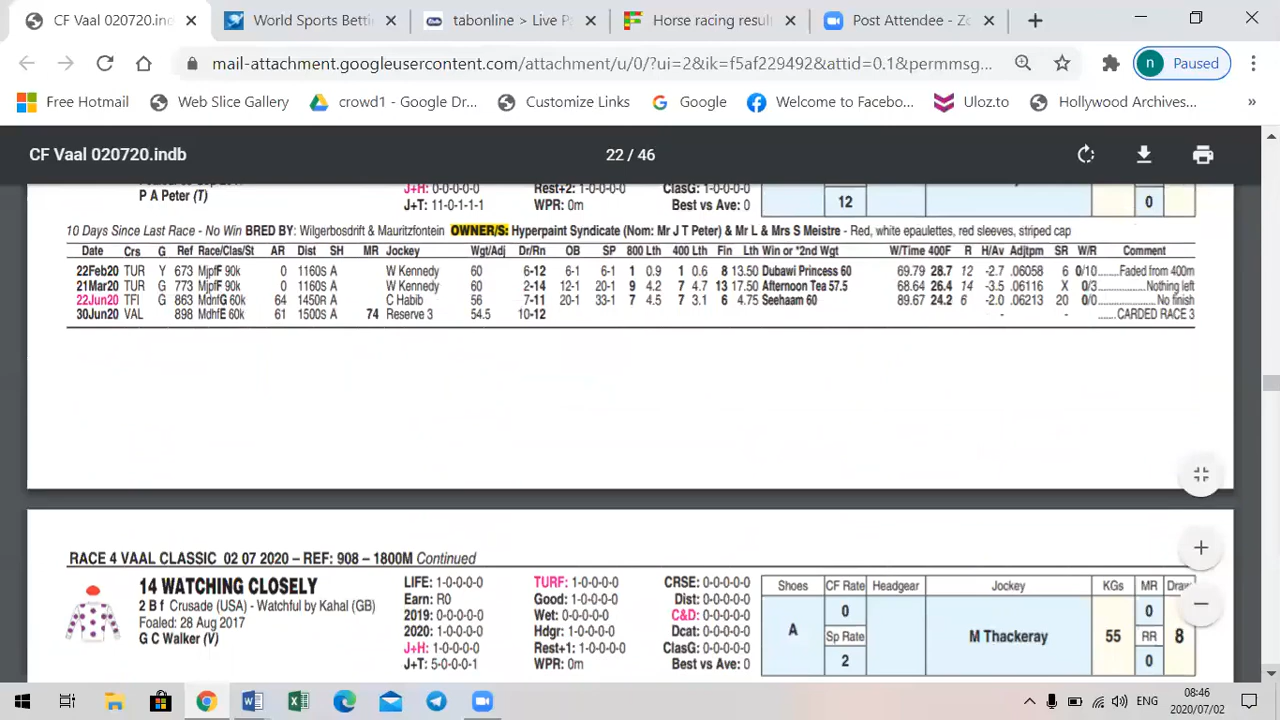 CF Vaal 020720.in
World Sports Betti
tabonline > Live P
Horse racing resul
Post Attendee - Zo
mail-attachment.googleusercontent.com/attachment/u/0/?ui=2&ik=f5af229492&attid=0.1&permmsg...
n Paused
Free Hotmail
Web Slice Gallery
crowd1 - Google Dr...
Customize Links
Google
Welcome to Facebo...
Uloz.to
Hollywood Archives...
»
CF Vaal 020720.indb
22 / 46
P A Peter (T)
J+H: 0-0-0-0-0 Rest+2: 1-0-0-0-0 ClasG: 1-0-0-0-0
J+T: 11-0-1-1-1 WPR: 0m Best vs Ave: 0 12 0
10 Days Since Last Race - No Win BRED BY: Wilgerbosdrift & Mauritzfontein OWNER/S: Hyperpaint Syndicate (Nom: Mr J T Peter) & Mr L & Mrs S Meistre - Red, white epaulettes, red sleeves, striped cap
Date Crs G Ref Race/Clas/St AR Dist SH MR Jockey Wgt/Adj Dr/Rn OB SP 800 Lth 400 Lth Fin Lth Win or *2nd Wgt W/Time 400F R H/Av Adjtpm SR W/R Comment
22Feb20 TUR Y 673 MjpfF 90k 0 1160S A W Kennedy 60 6-12 6-1 6-1 1 0.9 1 0.6 8 13.50 Dubawi Princess 60 69.79 28.7 12 -2.7 .06058 6 0/10 ......Faded from 400m
21Mar20 TUR G 773 MjpfF 90k 0 1160S A W Kennedy 60 2-14 12-1 20-1 9 4.2 7 4.7 13 17.50 Afternoon Tea 57.5 68.64 26.4 14 -3.5 .06116 X 0/3 ..........Nothing left
22Jun20 TFI G 863 MdnfG 60k 64 1450R A C Habib 56 7-11 20-1 33-1 7 4.5 7 3.1 6 4.75 Seehaam 60 89.67 24.2 6 -2.0 .06213 20 0/0 ..............No finish
30Jun20 VAL 898 MdhfE 60k 61 1500S A 74 Reserve 3 54.5 10-12 - - ......CARDED RACE 3
RACE 4 VAAL CLASSIC 02 07 2020 – REF: 908 – 1800M Continued
14 WATCHING CLOSELY
2 B f Crusade (USA) - Watchful by Kahal (GB)
Foaled: 28 Aug 2017
G C Walker (V)
LIFE: 1-0-0-0-0 TURF: 1-0-0-0-0 CRSE: 0-0-0-0-0
Earn: R0 Good: 1-0-0-0-0 Dist: 0-0-0-0-0
2019: 0-0-0-0-0 Wet: 0-0-0-0-0 C&D: 0-0-0-0-0
2020: 1-0-0-0-0 Hdgr: 1-0-0-0-0 Dcat: 0-0-0-0-0
J+H: 1-0-0-0-0 Rest+1: 1-0-0-0-0 ClasG: 0-0-0-0-0
J+T: 5-0-0-0-1 WPR: 0m Best vs Ave: 0
Shoes CF Rate Headgear Jockey KGs MR Draw
A 0 M Thackeray 55 0 8
Sp Rate RR
2 0
ENG
08:46
2020/07/02